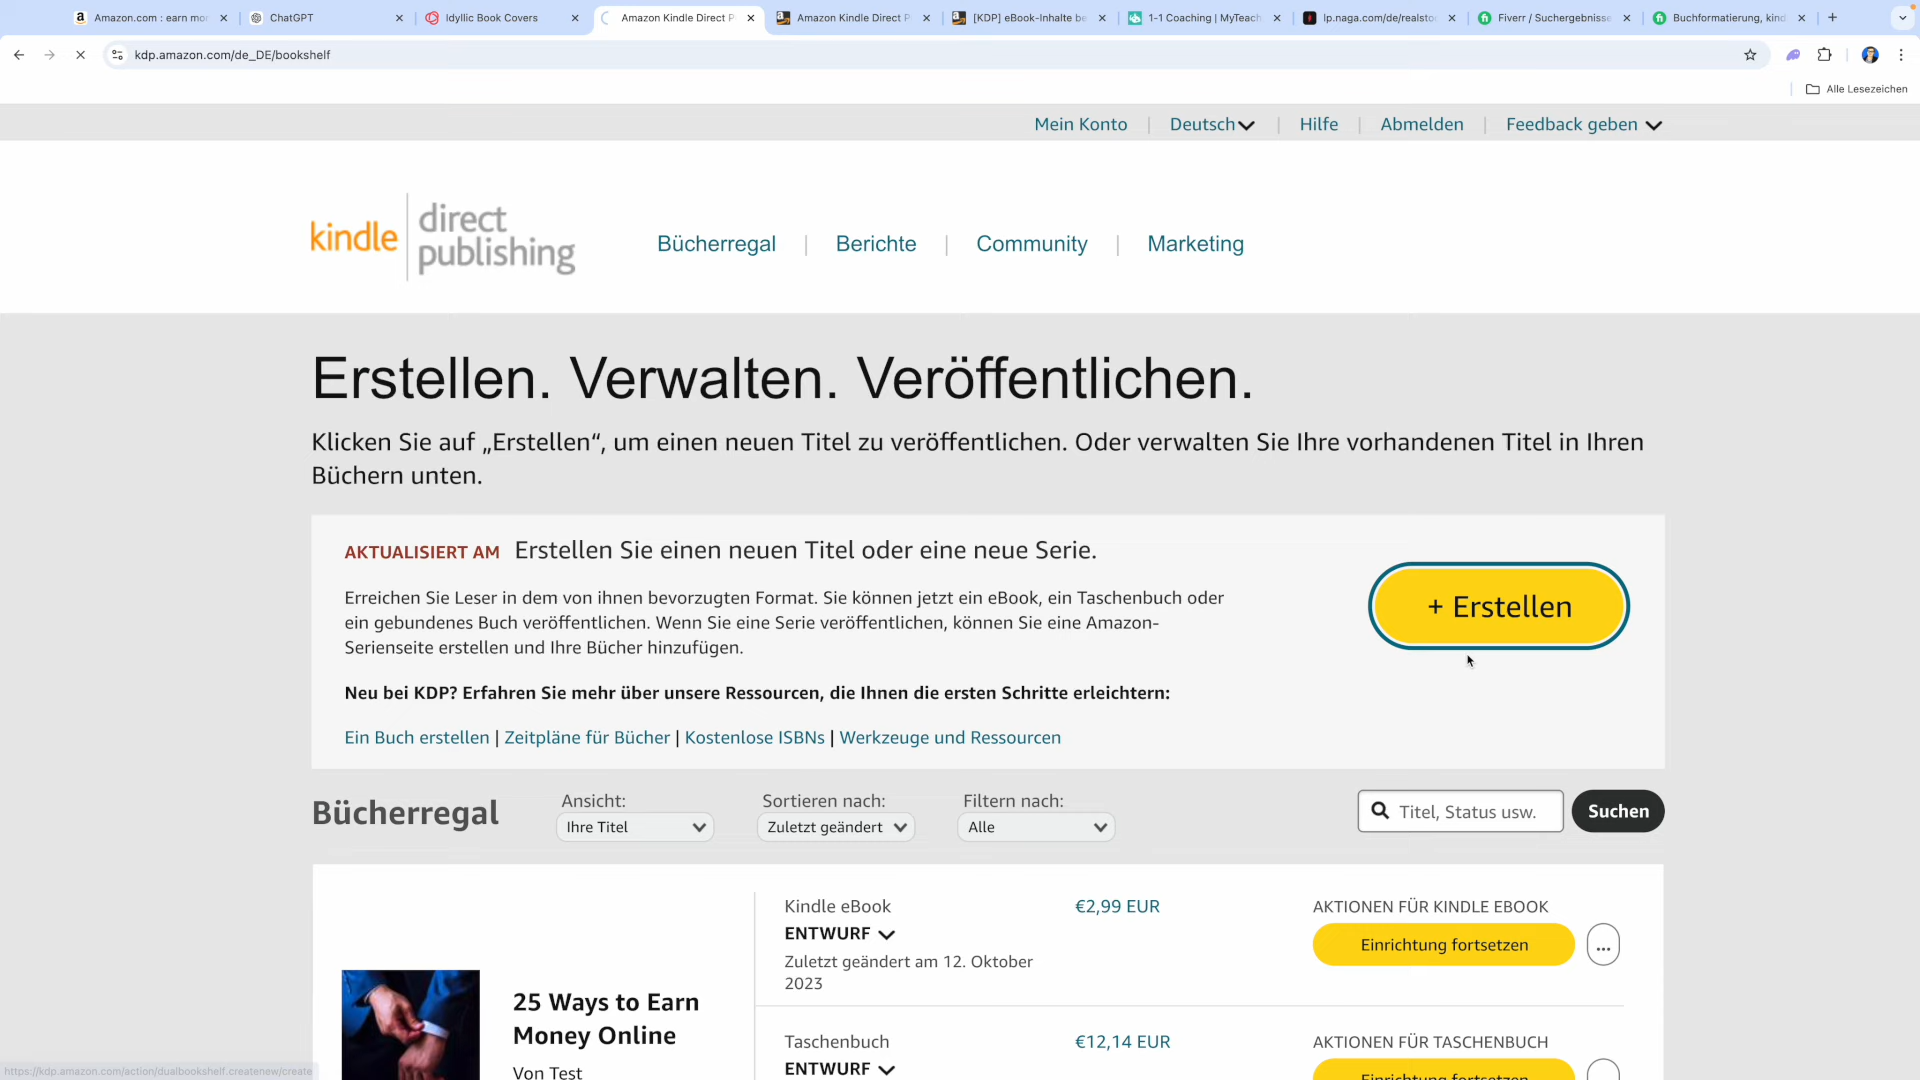 Amazon.com : earn mo
ChatGPT
Idyllic Book Covers
Amazon Kindle Direct P
Amazon Kindle Direct P
[KDP] eBook-Inhalte be
1-1 Coaching | MyTeach
lp.naga.com/de/realsto
Fiverr / Suchergebnisse
Buchformatierung, kind
kdp.amazon.com/de_DE/bookshelf
Alle Lesezeichen
Mein Konto | Deutsch | Hilfe | Abmelden | Feedback geben
kindle direct publishing
Bücherregal | Berichte | Community | Marketing
Erstellen. Verwalten. Veröffentlichen.
Klicken Sie auf „Erstellen“, um einen neuen Titel zu veröffentlichen. Oder verwalten Sie Ihre vorhandenen Titel in Ihren
Büchern unten.
AKTUALISIERT AM Erstellen Sie einen neuen Titel oder eine neue Serie.
Erreichen Sie Leser in dem von ihnen bevorzugten Format. Sie können jetzt ein eBook, ein Taschenbuch oder
ein gebundenes Buch veröffentlichen. Wenn Sie eine Serie veröffentlichen, können Sie eine Amazon-
Serienseite erstellen und Ihre Bücher hinzufügen.
+ Erstellen
Neu bei KDP? Erfahren Sie mehr über unsere Ressourcen, die Ihnen die ersten Schritte erleichtern:
Ein Buch erstellen | Zeitpläne für Bücher | Kostenlose ISBNs | Werkzeuge und Ressourcen
Bücherregal
Ansicht:
Ihre Titel
Sortieren nach:
Zuletzt geändert
Filtern nach:
Alle
Titel, Status usw.
Suchen
25 Ways to Earn
Money Online
Von Test
Kindle eBook
ENTWURF
Zuletzt geändert am 12. Oktober
2023
€2,99 EUR
AKTIONEN FÜR KINDLE EBOOK
Einrichtung fortsetzen
...
Taschenbuch
ENTWURF
€12,14 EUR
AKTIONEN FÜR TASCHENBUCH
Einrichtung fortsetzen
https://kdp.amazon.com/action/dualbookshelf.createnew/create